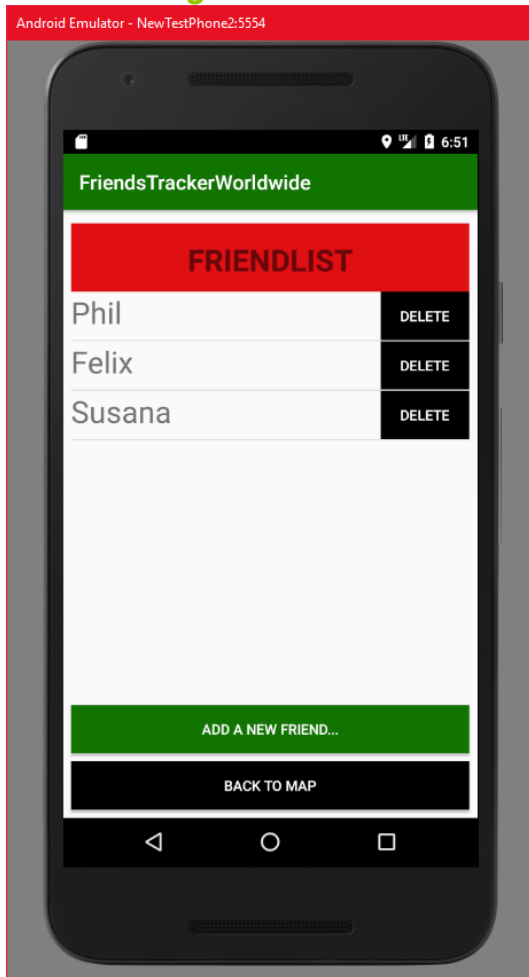 Android Emulator - NewTestPhone2:5554
LTE 6:51
FriendsTrackerWorldwide
FRIENDLIST
Phil DELETE
Felix DELETE
Susana DELETE
ADD A NEW FRIEND...
BACK TO MAP